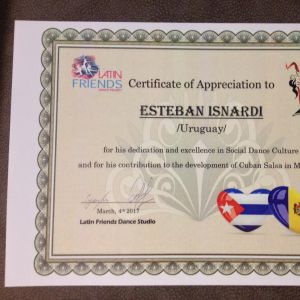 LATIN
FRIENDS
Certificate of Appreciation to
ESTEBAN ISNARDI
/Uruguay/
for his dedication and excellence in Social Dance Culture
and for his contribution to the development of Cuban Salsa in M
March, 4th 2017
Latin Friends Dance Studio